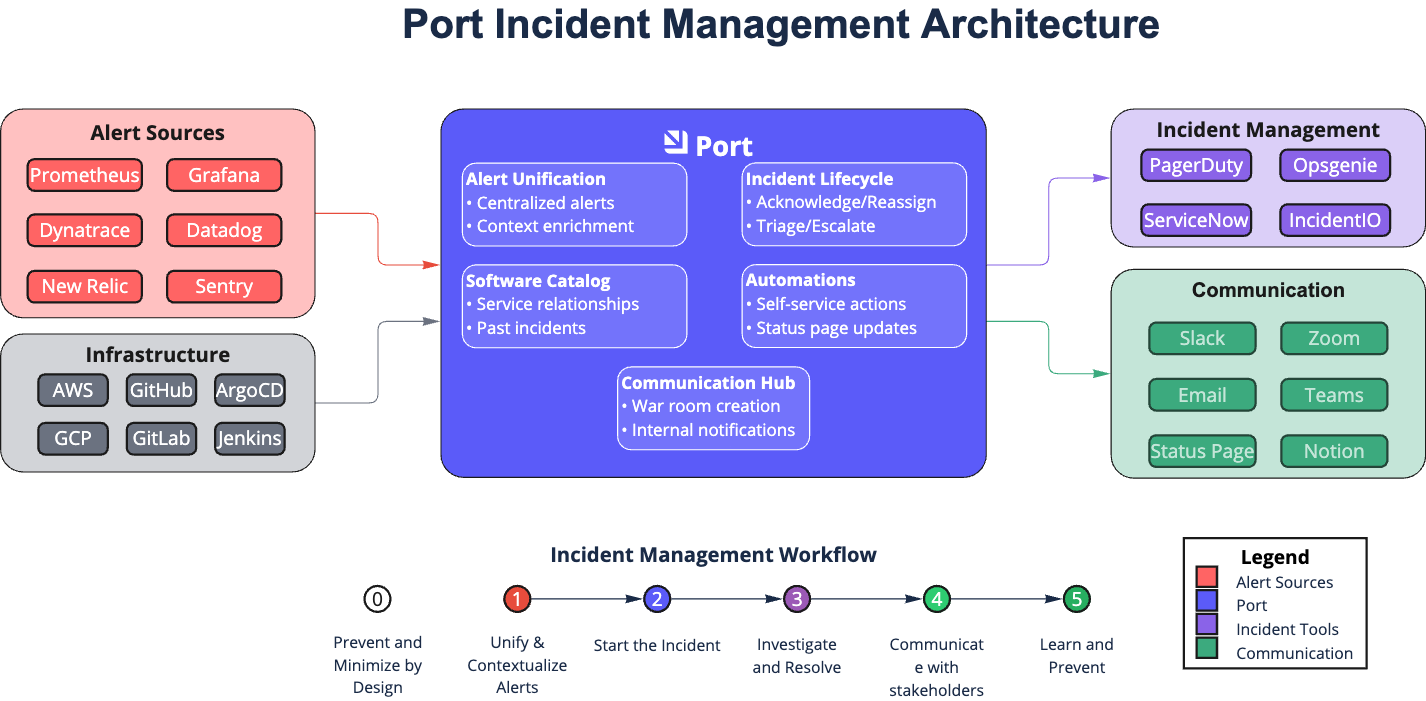 Port Incident Management Architecture
Alert Sources
Prometheus
Grafana
Dynatrace
Datadog
New Relic
Sentry
Infrastructure
AWS
GitHub
ArgoCD
GCP
GitLab
Jenkins
Port
Alert Unification
• Centralized alerts
• Context enrichment
Incident Lifecycle
• Acknowledge/Reassign
• Triage/Escalate
Software Catalog
• Service relationships
• Past incidents
Automations
• Self-service actions
• Status page updates
Communication Hub
• War room creation
• Internal notifications
Incident Management
PagerDuty
Opsgenie
ServiceNow
IncidentIO
Communication
Slack
Zoom
Email
Teams
Status Page
Notion
Incident Management Workflow
0
Prevent and
Minimize by
Design
1
Unify &
Contextualize
Alerts
2
Start the Incident
3
Investigate
and Resolve
4
Communicat
e with
stakeholders
5
Learn and
Prevent
Legend
Alert Sources
Port
Incident Tools
Communication